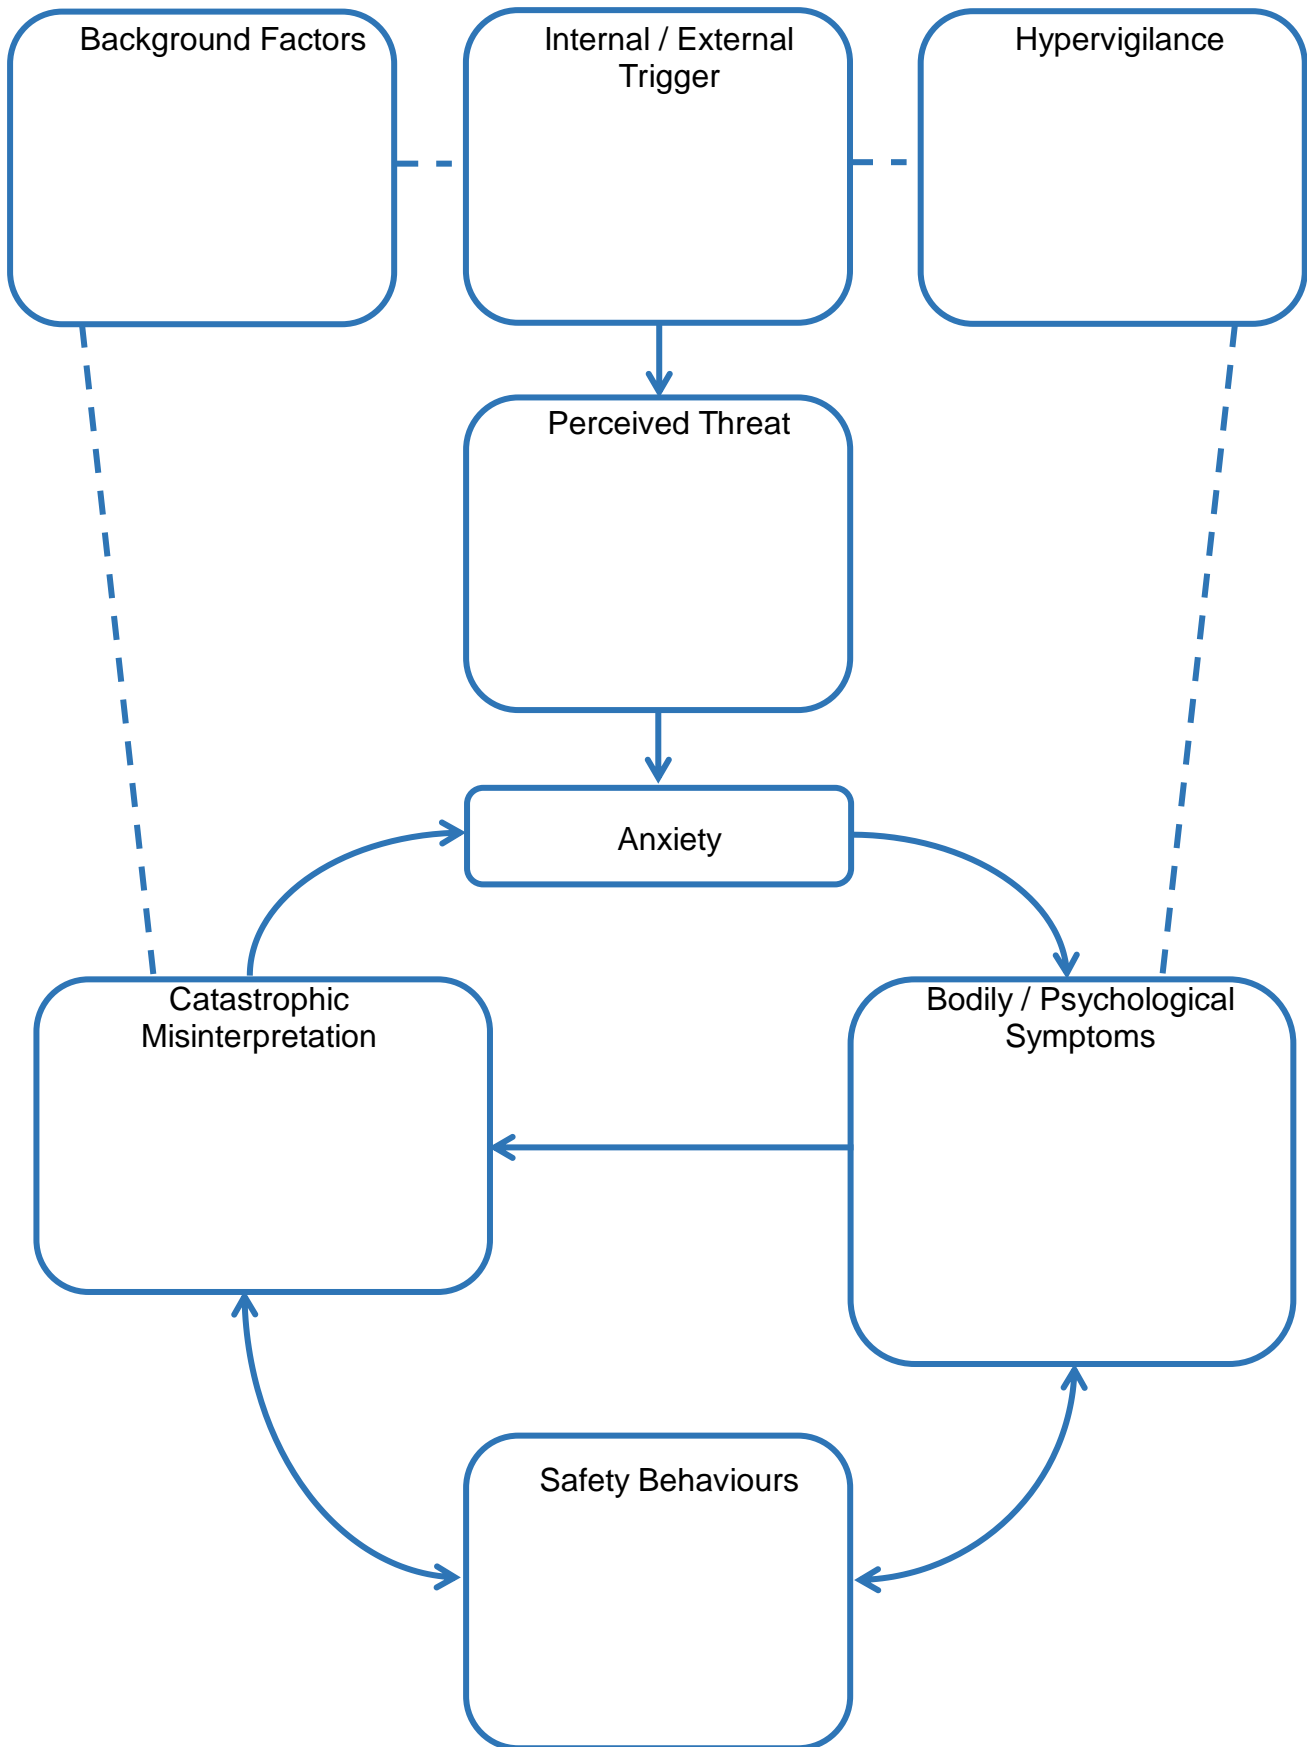 Background Factors
Internal / External
Trigger
Hypervigilance
Perceived Threat
Anxiety
Catastrophic
Misinterpretation
Bodily / Psychological
Symptoms
Safety Behaviours